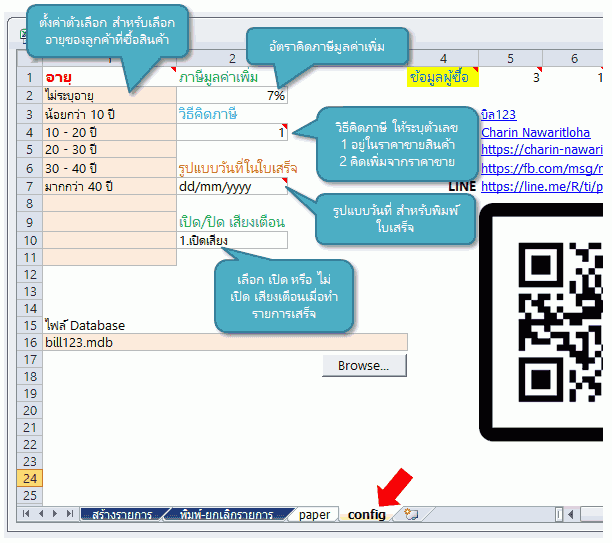 ตั้งค่าตัวเลือก สำหรับเลือก
อายุของลูกค้าที่ซื้อสินค้า
อัตราคิดภาษีมูลค่าเพิ่ม
1 2 4 5 6
1 อายุ ภาษีมูลค่าเพิ่ม ข้อมูลผู้ซื้อ 3 1
2 ไม่ระบุอายุ 7%
3 น้อยกว่า 10 ปี วิธีคิดภาษี บิล123
4 10 - 20 ปี 1 Charin Nawaritloha
5 20 - 30 ปี https://charin-nawari
6 30 - 40 ปี รูปแบบวันที่ในใบเสร็จ https://fb.com/msg/n
7 มากกว่า 40 ปี dd/mm/yyyy LINE https://line.me/R/ti/p
วิธีคิดภาษี ให้ระบุตัวเลข
1 อยู่ในราคาขายสินค้า
2 คิดเพิ่มจากราคาขาย
8
รูปแบบวันที่ สำหรับพิมพ์
ใบเสร็จ
9 เปิด/ปิด เสียงเตือน
10 1.เปิดเสียง
11
เลือก เปิด หรือ ไม่
เปิด เสียงเตือนเมื่อทำ
รายการเสร็จ
12
13
14
15 ไฟล์ Database
16 bill123.mdb
17 Browse...
18
19
20
21
22
23
24
25
สร้างรายการ พิมพ์-ยกเลิกรายการ paper config